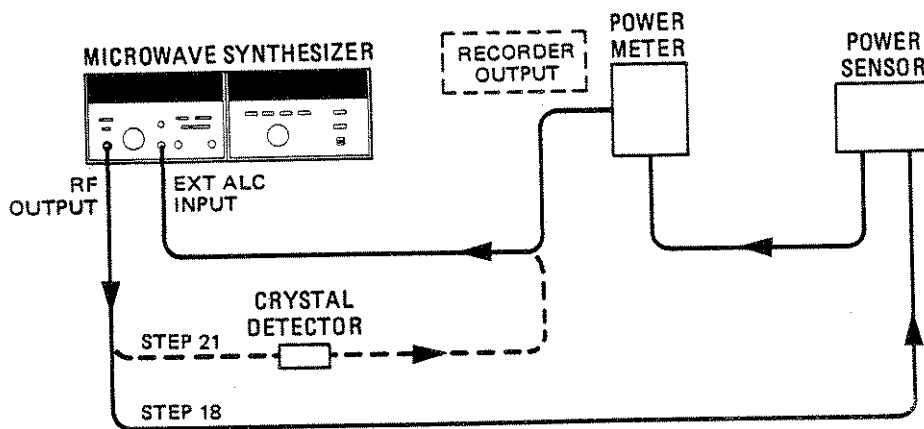 MICROWAVE SYNTHESIZER
RECORDER
OUTPUT
POWER
METER
POWER
SENSOR
RF
OUTPUT
EXT ALC
INPUT
CRYSTAL
DETECTOR
STEP 21
STEP 18